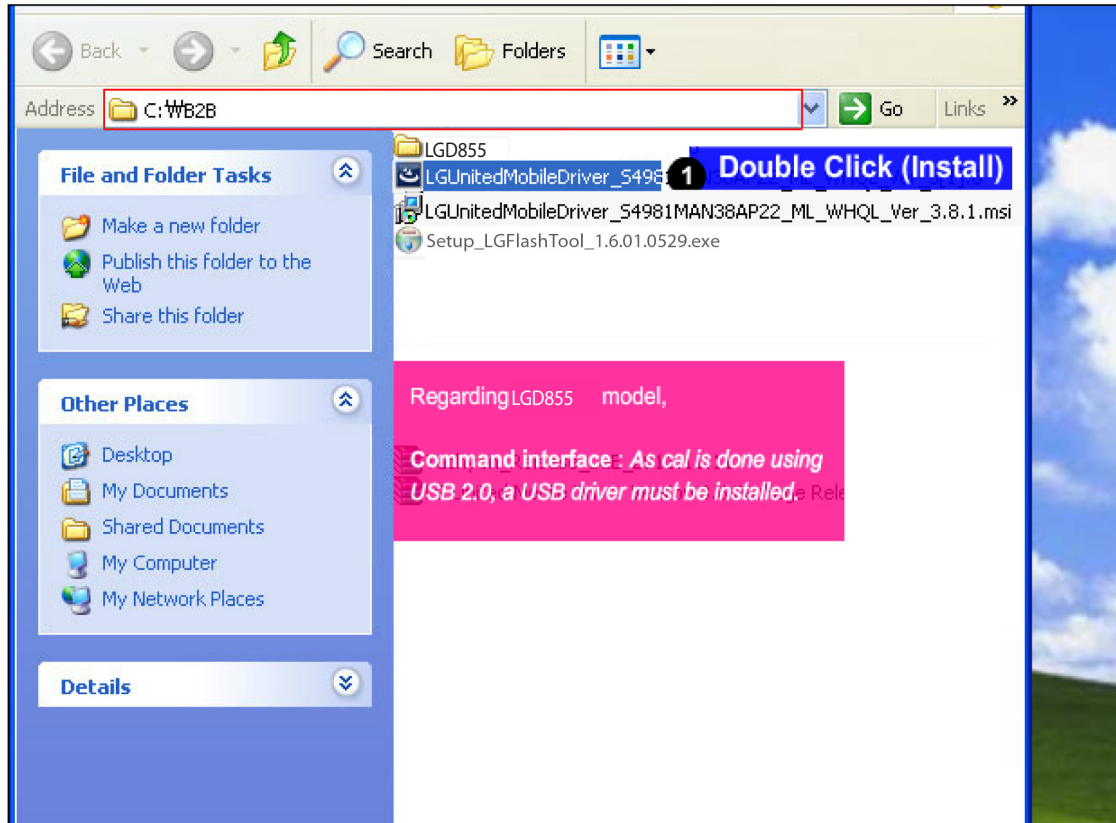 Back Search Folders
Address C:₩B2B Go Links »
File and Folder Tasks
Make a new folder
Publish this folder to the
Web
Share this folder
Other Places
Desktop
My Documents
Shared Documents
My Computer
My Network Places
Details
LGD855
LGUnitedMobileDriver_S498
1 Double Click (Install)
LGUnitedMobileDriver_S4981MAN38AP22_ML_WHQL_Ver_3.8.1.msi
Setup_LGFlashTool_1.6.01.0529.exe
Regarding LGD855 model,
Command interface : As cal is done using
USB 2.0, a USB driver must be installed.